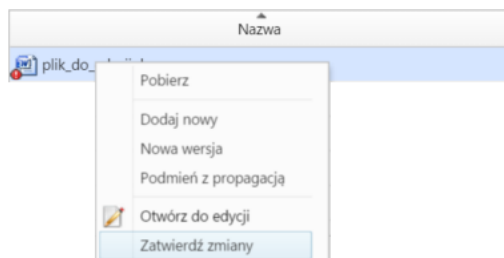 Nazwa
plik_do_
Pobierz
Dodaj nowy
Nowa wersja
Podmień z propagacją
Otwórz do edycji
Zatwierdź zmiany